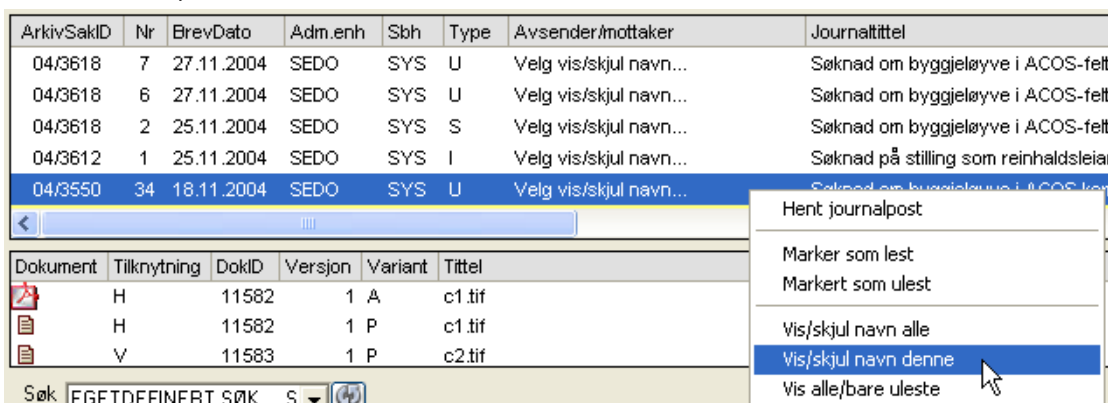 ArkivSakID Nr BrevDato Adm.enh Sbh Type Avsender/mottaker Journaltittel
04/3618 7 27.11.2004 SEDO SYS U Velg vis/skjul navn... Søknad om byggjeløyve i ACOS-felt
04/3618 6 27.11.2004 SEDO SYS U Velg vis/skjul navn... Søknad om byggjeløyve i ACOS-felt
04/3618 2 25.11.2004 SEDO SYS S Velg vis/skjul navn... Søknad om byggjeløyve i ACOS-felt
04/3612 1 25.11.2004 SEDO SYS I Velg vis/skjul navn... Søknad på stilling som reinhaldsleiar
04/3550 34 18.11.2004 SEDO SYS U Velg vis/skjul navn... Søknad om byggjeløyve i ACOS
Hent journalpost
Marker som lest
Markert som ulest
Vis/skjul navn alle
Vis/skjul navn denne
Vis alle/bare uleste
Dokument Tilknytning DokID Versjon Variant Tittel
H 11582 1 A c1.tif
H 11582 1 P c1.tif
V 11583 1 P c2.tif
Søk EGETDEFINERT SØK S